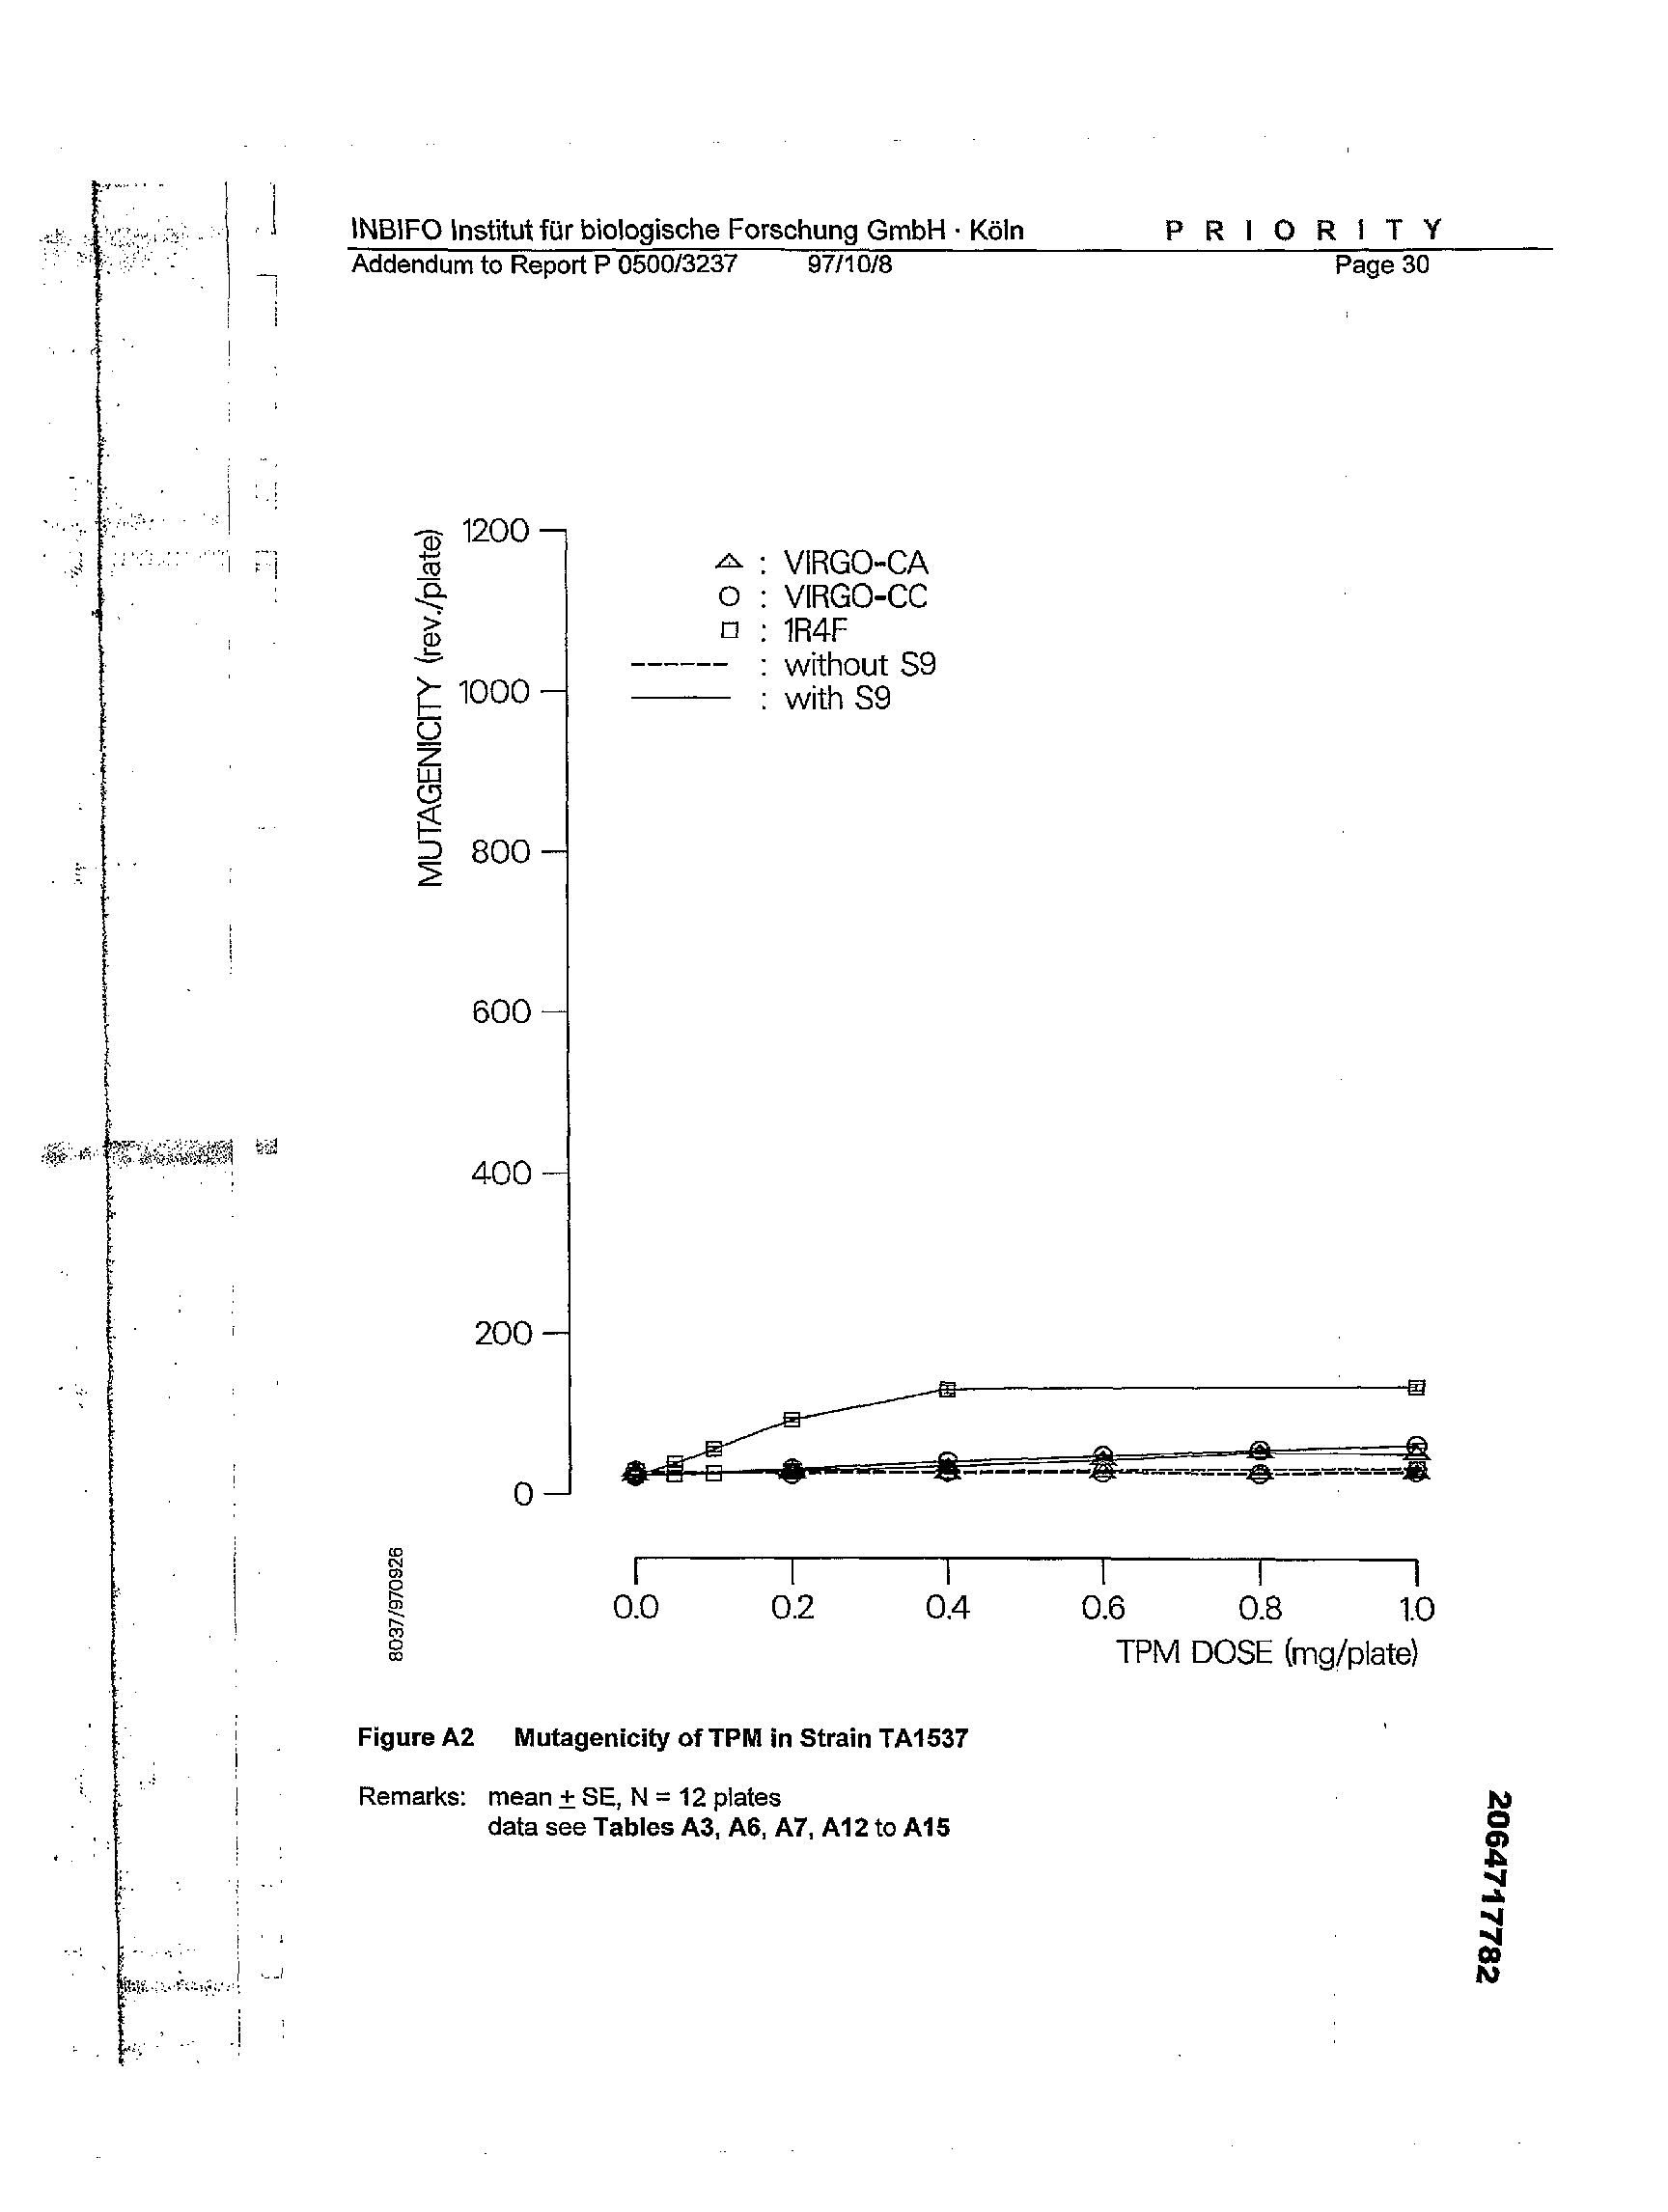 INBIFO Institut für biologische Forschung GmbH · Köln P R I O R I T Y
Addendum to Report P 0500/3237 97/10/8 Page 30
MUTAGENICITY (rev./plate)
1200
1000
800
600
400
200
0
: VIRGO-CA
: VIRGO-CC
: 1R4F
: without S9
: with S9
0.0 0.2 0.4 0.6 0.8 1.0
TPM DOSE (mg/plate)
8037/970926
Figure A2 Mutagenicity of TPM in Strain TA1537
Remarks: mean ± SE, N = 12 plates
data see Tables A3, A6, A7, A12 to A15
2064717782